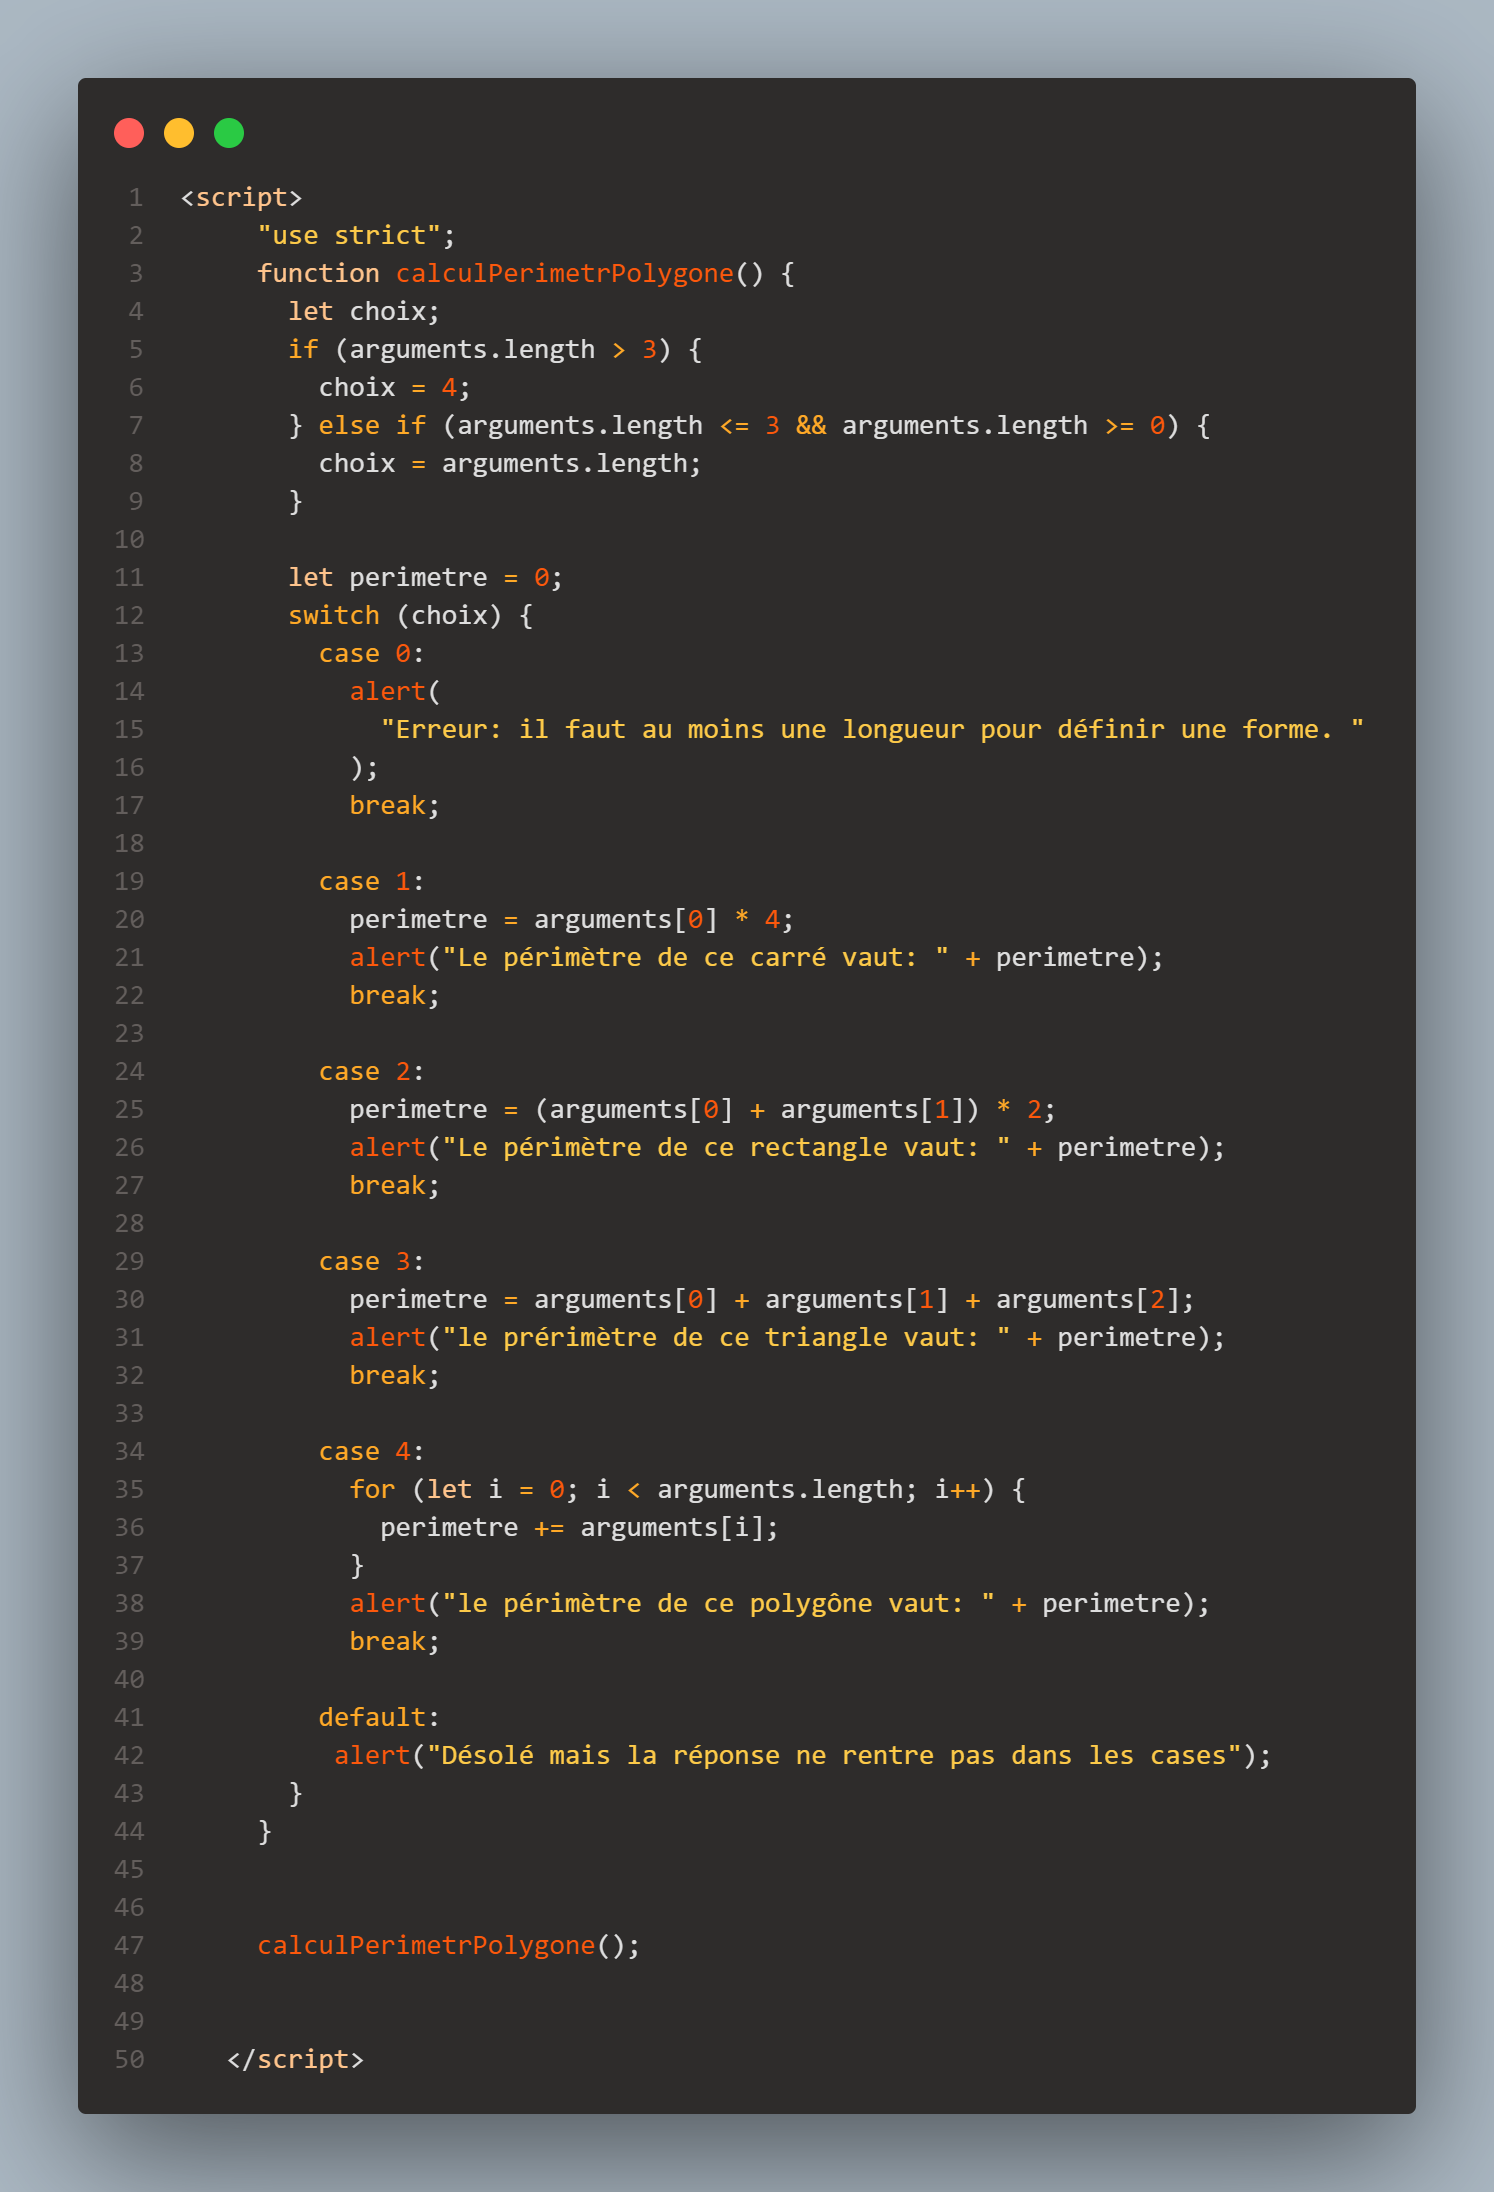 1 <script>
2 "use strict";
3 function calculPerimetrPolygone() {
4 let choix;
5 if (arguments.length > 3) {
6 choix = 4;
7 } else if (arguments.length <= 3 && arguments.length >= 0) {
8 choix = arguments.length;
9 }
10
11 let perimetre = 0;
12 switch (choix) {
13 case 0:
14 alert(
15 "Erreur: il faut au moins une longueur pour définir une forme. "
16 );
17 break;
18
19 case 1:
20 perimetre = arguments[0] * 4;
21 alert("Le périmètre de ce carré vaut: " + perimetre);
22 break;
23
24 case 2:
25 perimetre = (arguments[0] + arguments[1]) * 2;
26 alert("Le périmètre de ce rectangle vaut: " + perimetre);
27 break;
28
29 case 3:
30 perimetre = arguments[0] + arguments[1] + arguments[2];
31 alert("le prérimètre de ce triangle vaut: " + perimetre);
32 break;
33
34 case 4:
35 for (let i = 0; i < arguments.length; i++) {
36 perimetre += arguments[i];
37 }
38 alert("le périmètre de ce polygône vaut: " + perimetre);
39 break;
40
41 default:
42 alert("Désolé mais la réponse ne rentre pas dans les cases");
43 }
44 }
45
46
47 calculPerimetrPolygone();
48
49
50 </script>